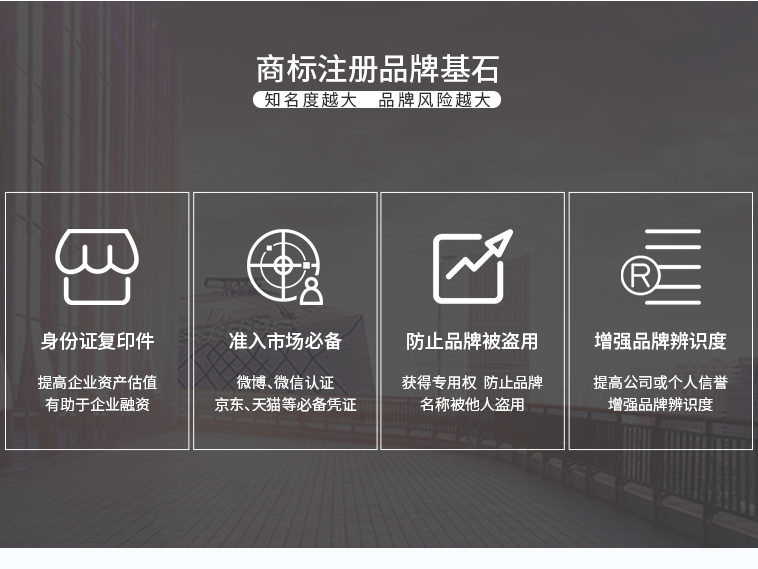 商标注册品牌基石
知名度越大 品牌风险越大
身份证复印件
提高企业资产估值
有助于企业融资
准入市场必备
微博、微信认证
京东、天猫等必备凭证
防止品牌被盗用
获得专用权 防止品牌
名称被他人盗用
R
增强品牌辨识度
提高公司或个人信誉
增强品牌辨识度